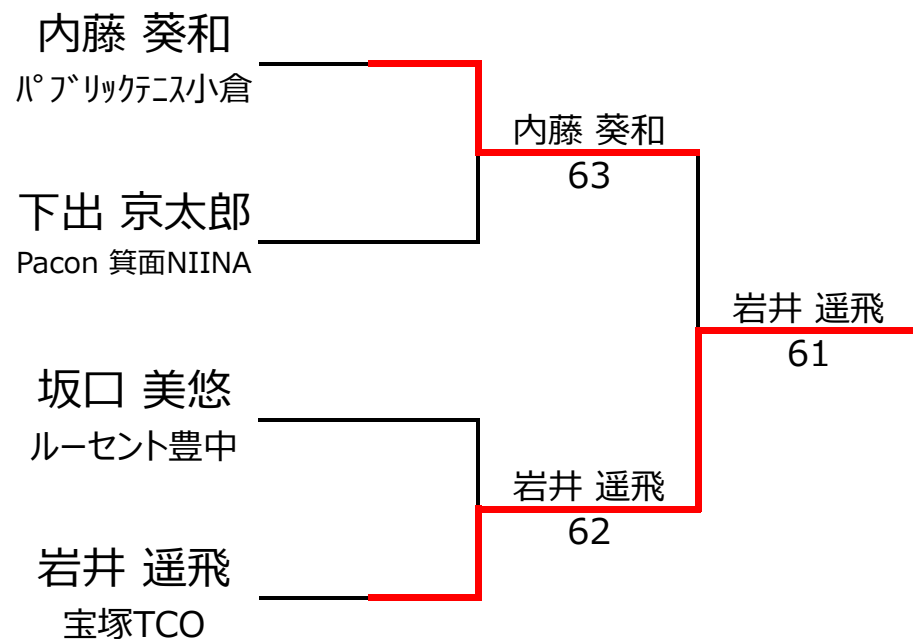 内藤 葵和
パブリックテニス小倉
内藤 葵和
63
下出 京太郎
Pacon 箕面NIINA
岩井 遥飛
61
坂口 美悠
ルーセント豊中
岩井 遥飛
62
岩井 遥飛
宝塚TCO